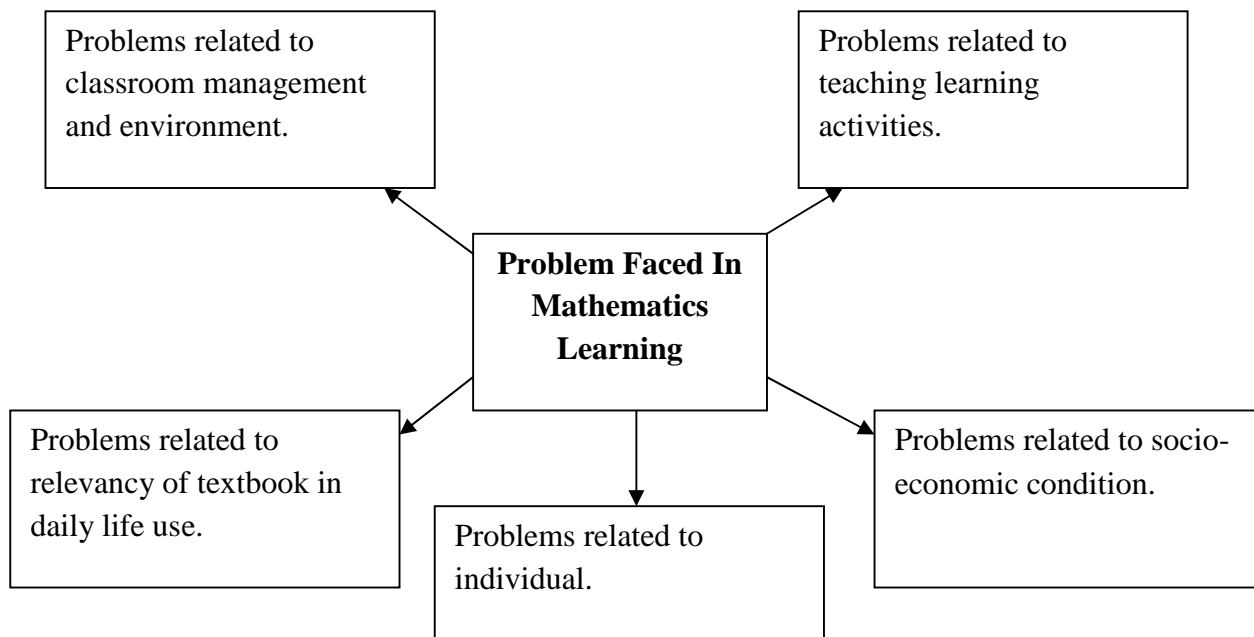 Problems related to
classroom management
and environment.
Problems related to
teaching learning
activities.
Problem Faced In
Mathematics
Learning
Problems related to
relevancy of textbook in
daily life use.
Problems related to
individual.
Problems related to socio-
economic condition.